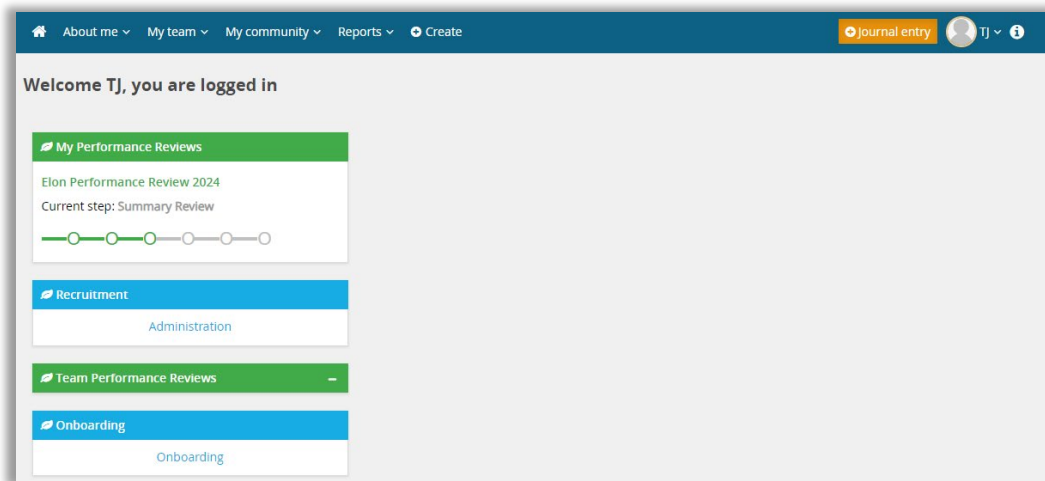 About me My team My community Reports Create Journal entry TJ
Welcome TJ, you are logged in
My Performance Reviews
Elon Performance Review 2024
Current step: Summary Review
Recruitment
Administration
Team Performance Reviews
Onboarding
Onboarding